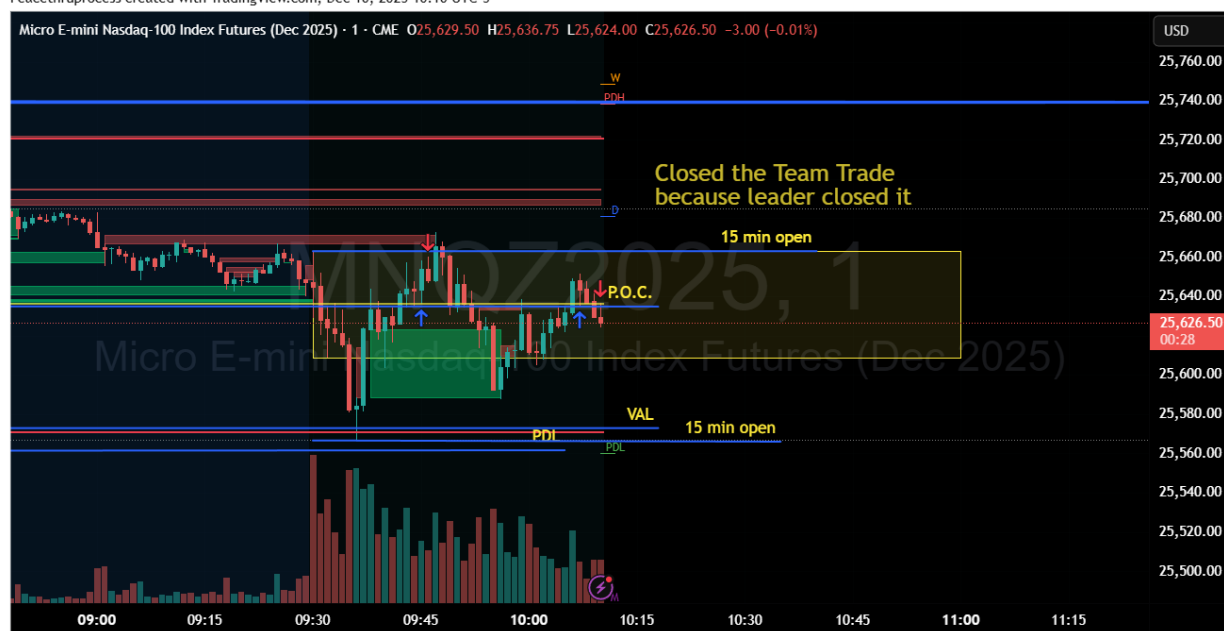 Micro E-mini Nasdaq-100 Index Futures (Dec 2025) · 1 · CME O25,629.50 H25,636.75 L25,624.00 C25,626.50 −3.00 (−0.01%)
USD
25,760.00
W
PDH
25,740.00
25,720.00
Closed the Team Trade
because leader closed it
25,700.00
D
25,680.00
15 min open
25,660.00
MNQZ2025, 1
P.O.C.
25,640.00
25,626.50
00:28
Micro E-mini Nasdaq-100 Index Futures (Dec 2025)
25,600.00
VAL
25,580.00
15 min open
PDL
25,560.00
25,540.00
25,520.00
25,500.00
M
09:00 09:15 09:30 09:45 10:00 10:15 10:30 10:45 11:00 11:15